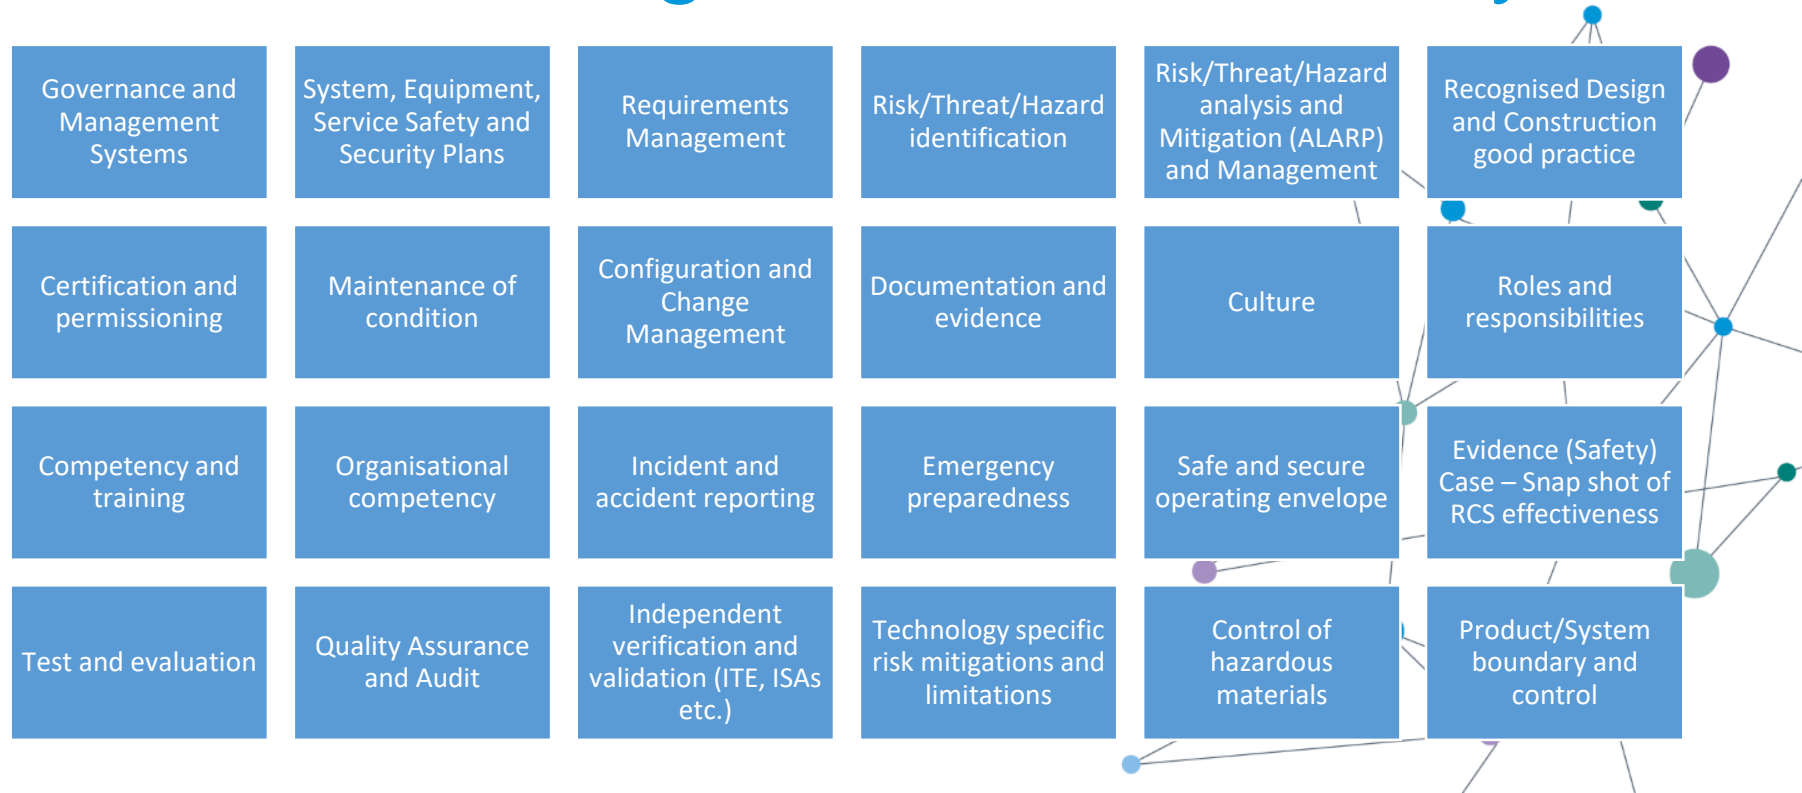 Governance and
Management
Systems
System, Equipment,
Service Safety and
Security Plans
Requirements
Management
Risk/Threat/Hazard
identification
Risk/Threat/Hazard
analysis and
Mitigation (ALARP)
and Management
Recognised Design
and Construction
good practice
Certification and
permissioning
Maintenance of
condition
Configuration and
Change
Management
Documentation and
evidence
Culture
Roles and
responsibilities
Competency and
training
Organisational
competency
Incident and
accident reporting
Emergency
preparedness
Safe and secure
operating envelope
Evidence (Safety)
Case – Snap shot of
RCS effectiveness
Test and evaluation
Quality Assurance
and Audit
Independent
verification and
validation (ITE, ISAs
etc.)
Technology specific
risk mitigations and
limitations
Control of
hazardous
materials
Product/System
boundary and
control